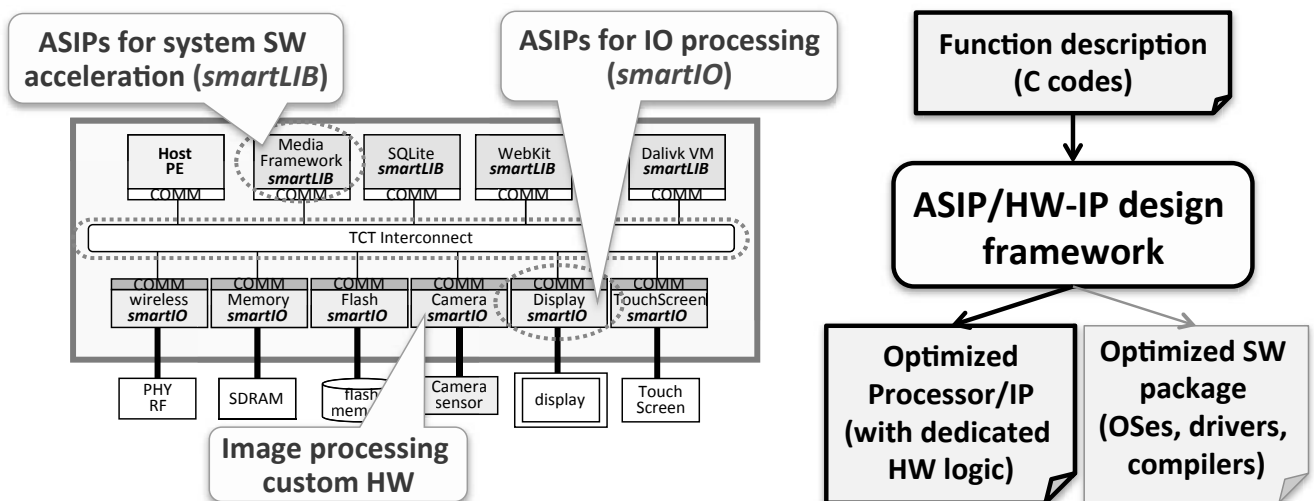 ASIPs for system SW
acceleration (smartLIB)
ASIPs for IO processing
(smartIO)
Host
PE
COMM
Media
Framework
smartLIB
COMM
SQLite
smartLIB
COMM
WebKit
smartLIB
COMM
Dalivk VM
smartLIB
COMM
TCT Interconnect
COMM
wireless
smartIO
COMM
Memory
smartIO
COMM
Flash
smartIO
COMM
Camera
smartIO
COMM
Display
smartIO
COMM
TouchScreen
smartIO
PHY
RF
SDRAM
flash
mem
Camera
sensor
display
Touch
Screen
Image processing
custom HW
Function description
(C codes)
ASIP/HW-IP design
framework
Optimized
Processor/IP
(with dedicated
HW logic)
Optimized SW
package
(OSes, drivers,
compilers)